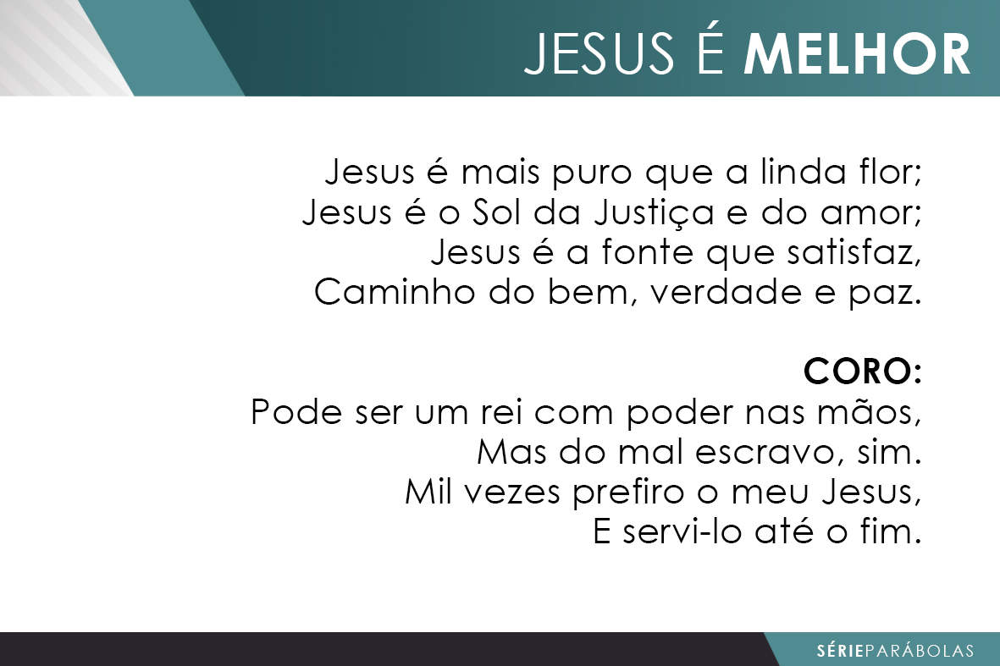 JESUS É MELHOR
Jesus é mais puro que a linda flor;
Jesus é o Sol da Justiça e do amor;
Jesus é a fonte que satisfaz,
Caminho do bem, verdade e paz.
CORO:
Pode ser um rei com poder nas mãos,
Mas do mal escravo, sim.
Mil vezes prefiro o meu Jesus,
E servi-lo até o fim.
SÉRIEPARÁBOLAS